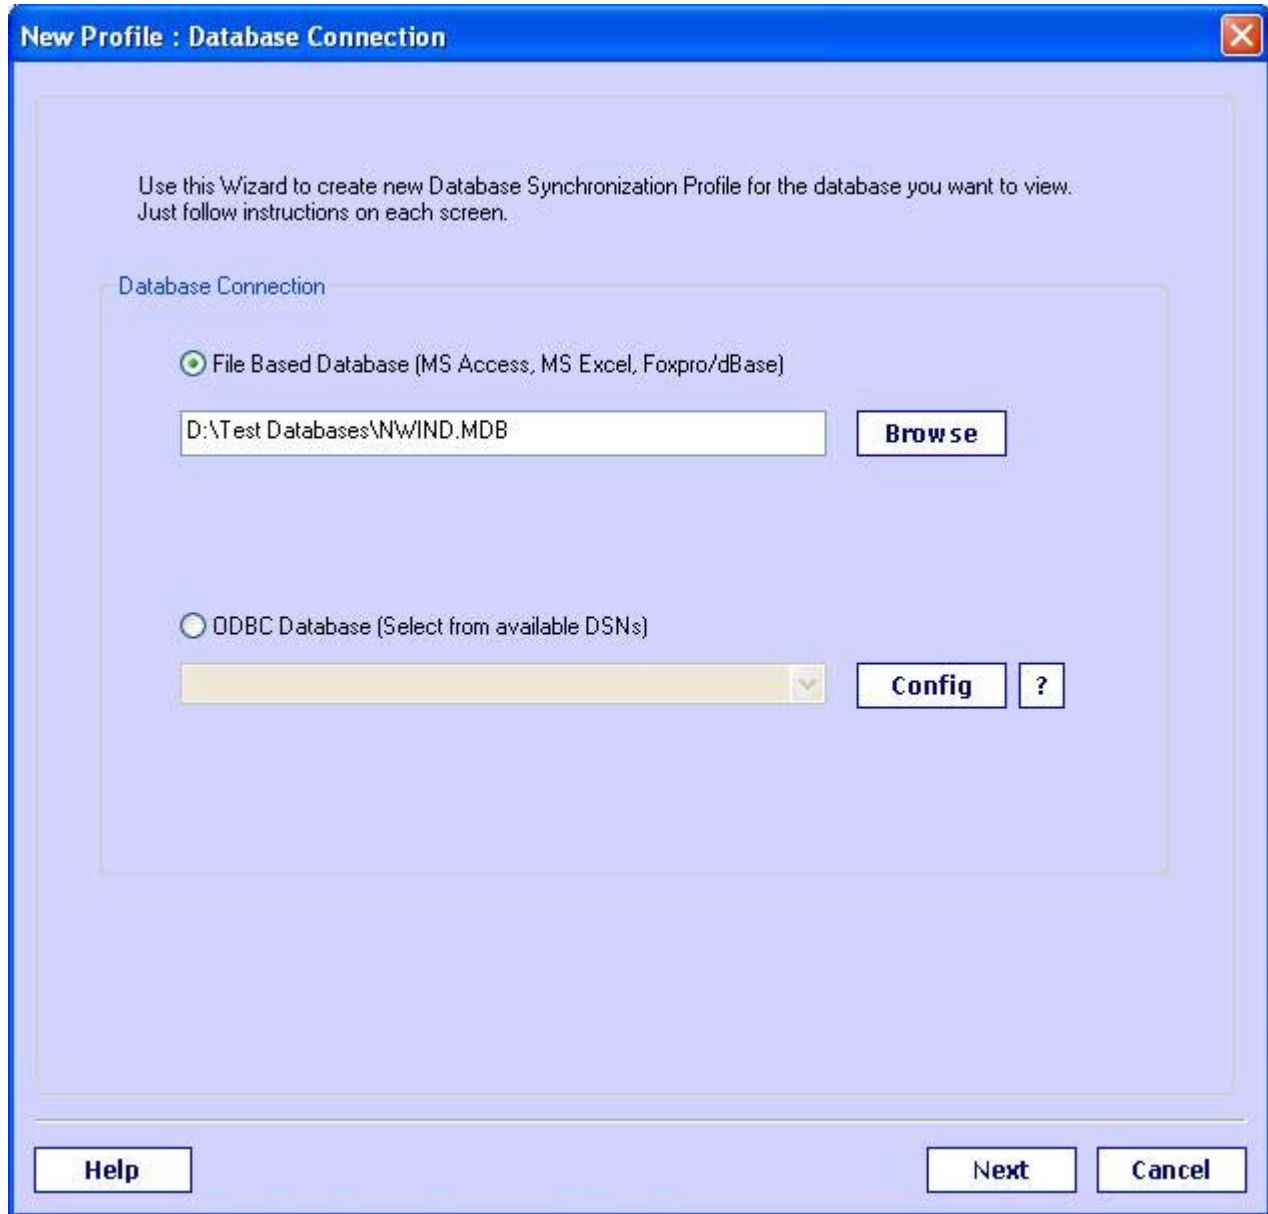 New Profile : Database Connection
Use this Wizard to create new Database Synchronization Profile for the database you want to view.
Just follow instructions on each screen.
Database Connection
File Based Database (MS Access, MS Excel, Foxpro/dBase)
D:\Test Databases\NWIND.MDB
Browse
ODBC Database (Select from available DSNs)
Config
?
Help
Next
Cancel